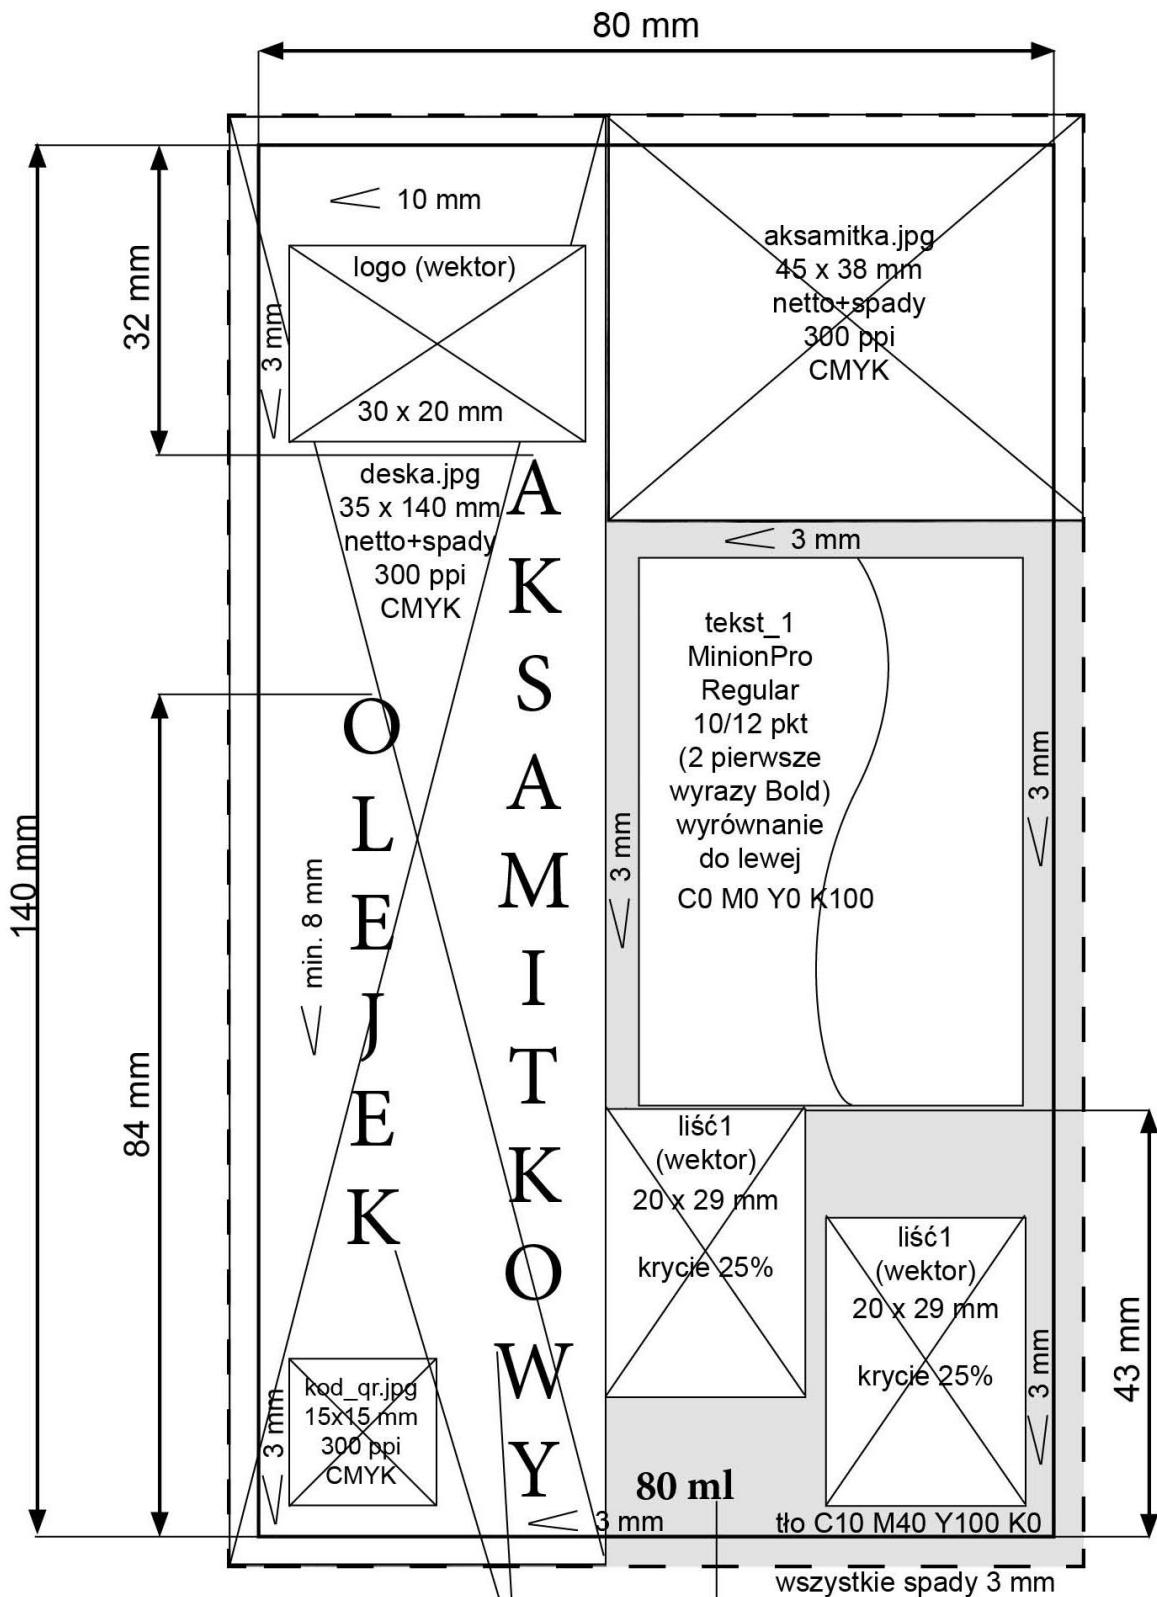 80 mm
10 mm
logo (wektor)
30 x 20 mm
3 mm
32 mm
aksamitka.jpg
45 x 38 mm
netto+spady
300 ppi
CMYK
deska.jpg
35 x 140 mm
netto+spady
300 ppi
CMYK
AKSAMITKOWY
OLEJEK
3 mm
tekst_1
MinionPro
Regular
10/12 pkt
(2 pierwsze
wyrazy Bold)
wyrównanie
do lewej
C0 M0 Y0 K100
3 mm
3 mm
min. 8 mm
140 mm
84 mm
liść1
(wektor)
20 x 29 mm
krycie 25%
liść1
(wektor)
20 x 29 mm
krycie 25%
3 mm
43 mm
kod_qr.jpg
15x15 mm
300 ppi
CMYK
3 mm
80 ml
3 mm
tło C10 M40 Y100 K0
wszystkie spady 3 mm